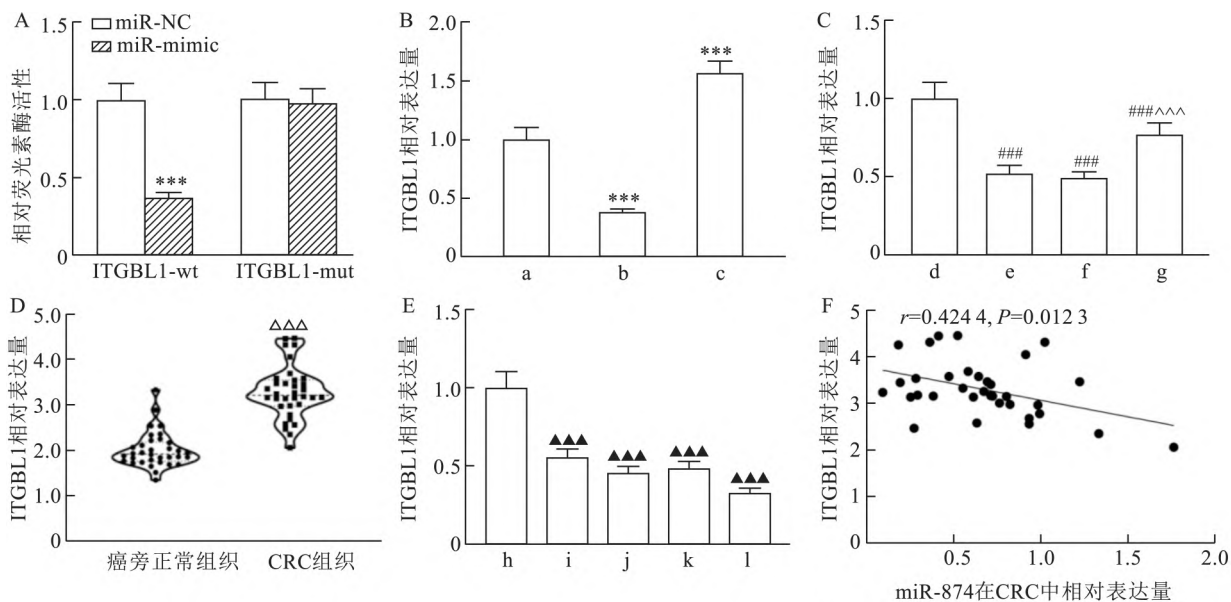 A
1.5
miR-NC
miR-mimic
1.0
0.5
0
相对荧光素酶活性
***
ITGBL1-wt
ITGBL1-mut
B
2.0
1.5
1.0
0.5
0
ITGBL1相对表达量
***
***
a
b
c
C
1.5
1.0
0.5
0
ITGBL1相对表达量
###
###
###^^^
d
e
f
g
D
5.0
4.0
3.0
2.0
1.0
0
ITGBL1相对表达量
△△△
癌旁正常组织
CRC组织
E
1.5
1.0
0.5
0
ITGBL1相对表达量
▲▲▲
▲▲▲
▲▲▲
▲▲▲
h
i
j
k
l
F
r=0.424 4, P=0.012 3
5
4
3
2
1
0
ITGBL1相对表达量
0.5
1.0
1.5
2.0
miR-874在CRC中相对表达量